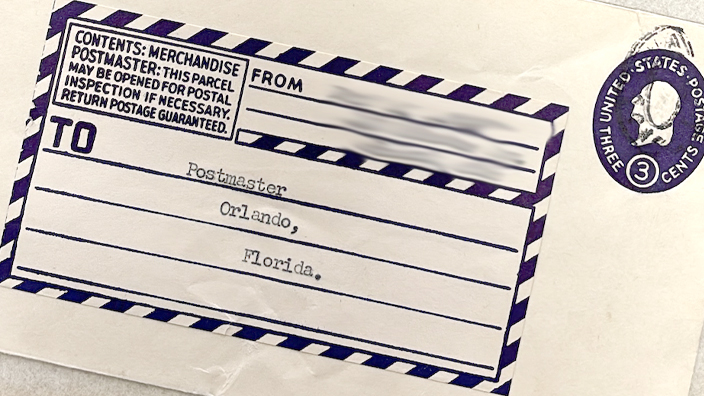 CONTENTS: MERCHANDISE
POSTMASTER: THIS PARCEL
MAY BE OPENED FOR POSTAL
INSPECTION IF NECESSARY.
RETURN POSTAGE GUARANTEED.
FROM
TO
Postmaster
Orlando,
Florida.
UNITED·STATES·POSTAGE
THREE 3 CENTS